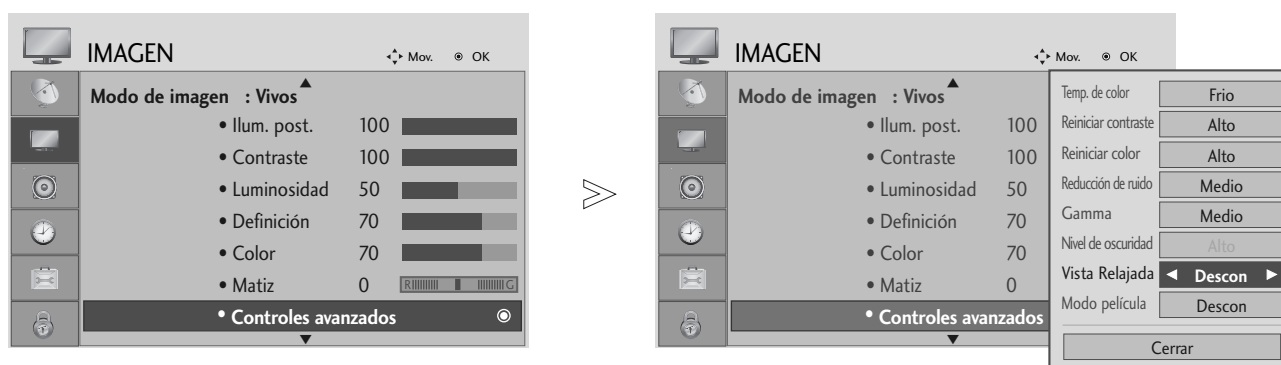 IMAGEN
Mov. OK
Modo de imagen : Vivos
• Ilum. post. 100
• Contraste 100
• Luminosidad 50
• Definición 70
• Color 70
• Matiz 0 R G
• Controles avanzados
IMAGEN
Mov. OK
Modo de imagen : Vivos
• Ilum. post. 100
• Contraste 100
• Luminosidad 50
• Definición 70
• Color 70
• Matiz 0
• Controles avanzados
Temp. de color Frio
Reiniciar contraste Alto
Reiniciar color Alto
Reducción de ruido Medio
Gamma Medio
Nivel de oscuridad Alto
Vista Relajada ◄ Descon ►
Modo película Descon
Cerrar